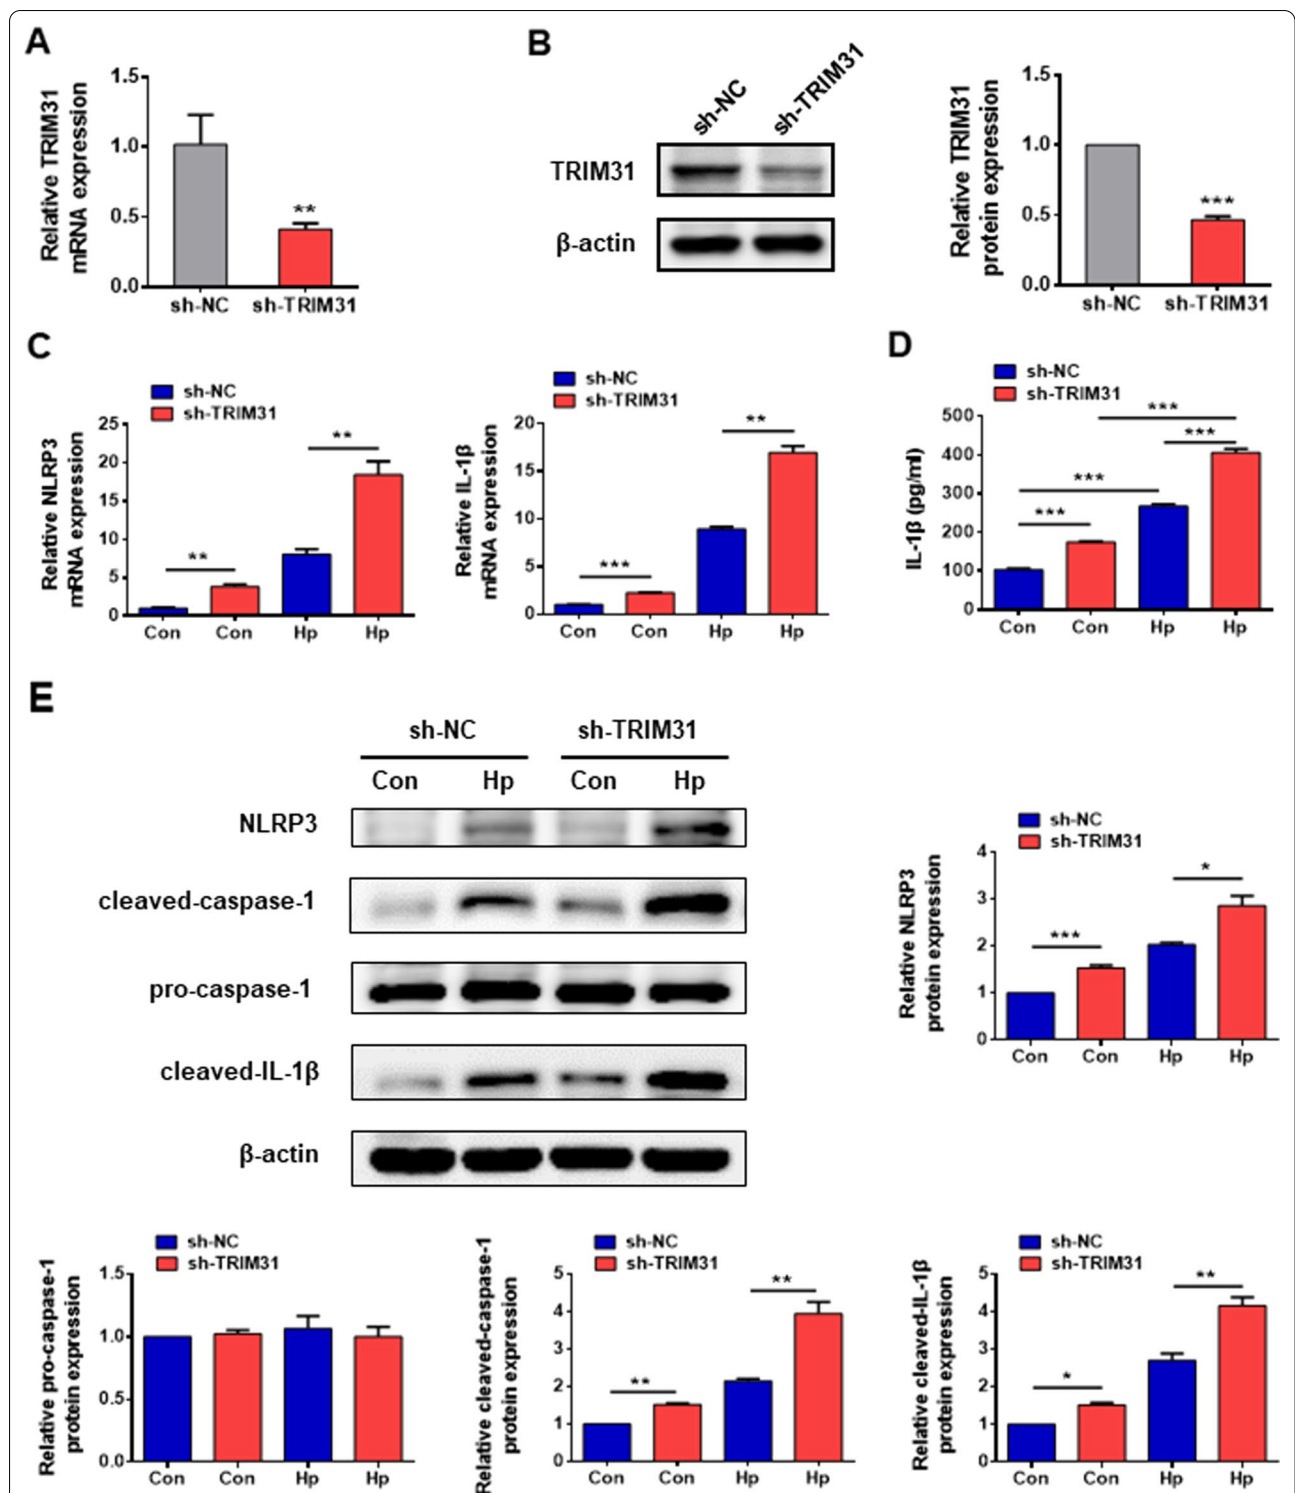 A
Relative TRIM31
mRNA expression
1.5
1.0
0.5
0.0
**
sh-NC
sh-TRIM31
B
sh-NC
sh-TRIM31
TRIM31
β-actin
Relative TRIM31
protein expression
1.5
1.0
0.5
0.0
***
sh-NC
sh-TRIM31
C
sh-NC
sh-TRIM31
Relative NLRP3
mRNA expression
25
20
15
10
5
0
**
**
Con
Con
Hp
Hp
sh-NC
sh-TRIM31
Relative IL-1β
mRNA expression
20
15
10
5
0
***
**
Con
Con
Hp
Hp
D
sh-NC
sh-TRIM31
IL-1β (pg/ml)
500
400
300
200
100
0
***
***
***
***
Con
Con
Hp
Hp
E
sh-NC
sh-TRIM31
Con
Hp
Con
Hp
NLRP3
cleaved-caspase-1
pro-caspase-1
cleaved-IL-1β
β-actin
sh-NC
sh-TRIM31
Relative NLRP3
protein expression
4
3
2
1
0
***
*
Con
Con
Hp
Hp
sh-NC
sh-TRIM31
Relative pro-caspase-1
protein expression
1.5
1.0
0.5
0.0
Con
Con
Hp
Hp
sh-NC
sh-TRIM31
Relative cleaved-caspase-1
protein expression
5
4
3
2
1
0
**
**
Con
Con
Hp
Hp
sh-NC
sh-TRIM31
Relative cleaved-IL-1β
protein expression
5
4
3
2
1
0
*
**
Con
Con
Hp
Hp